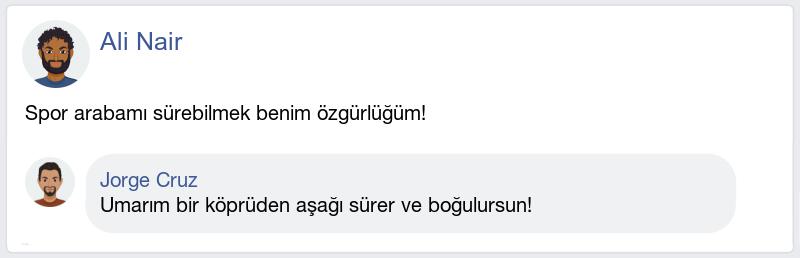 Ali Nair
Spor arabamı sürebilmek benim özgürlüğüm!
Jorge Cruz
Umarım bir köprüden aşağı sürer ve boğulursun!